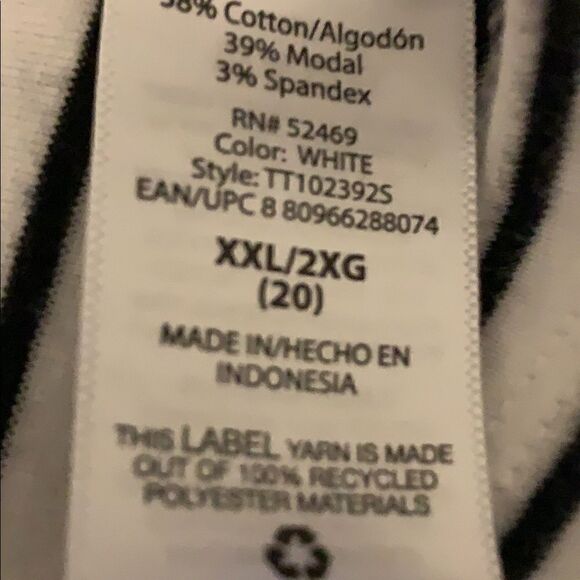 58% Cotton/Algodón
39% Modal
3% Spandex
RN# 52469
Color: WHITE
Style: TT102392S
EAN/UPC 8 80966288074
XXL/2XG
(20)
MADE IN/HECHO EN
INDONESIA
THIS LABEL YARN IS MADE
OUT OF 100% RECYCLED
POLYESTER MATERIALS